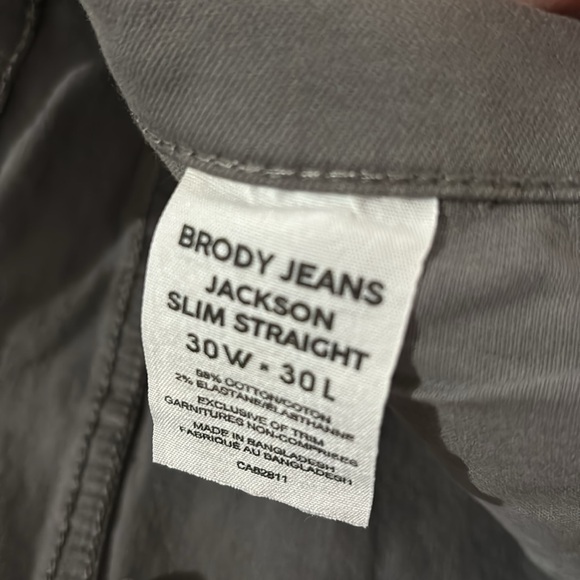 BRODY JEANS
JACKSON
SLIM STRAIGHT
30W • 30L
98% COTTON/COTON
2% ELASTANE/ÉLASTHANNE
EXCLUSIVE OF TRIM
GARNITURES NON-COMPRISES
MADE IN BANGLADESH
FABRIQUÉ AU BANGLADESH
CA52811